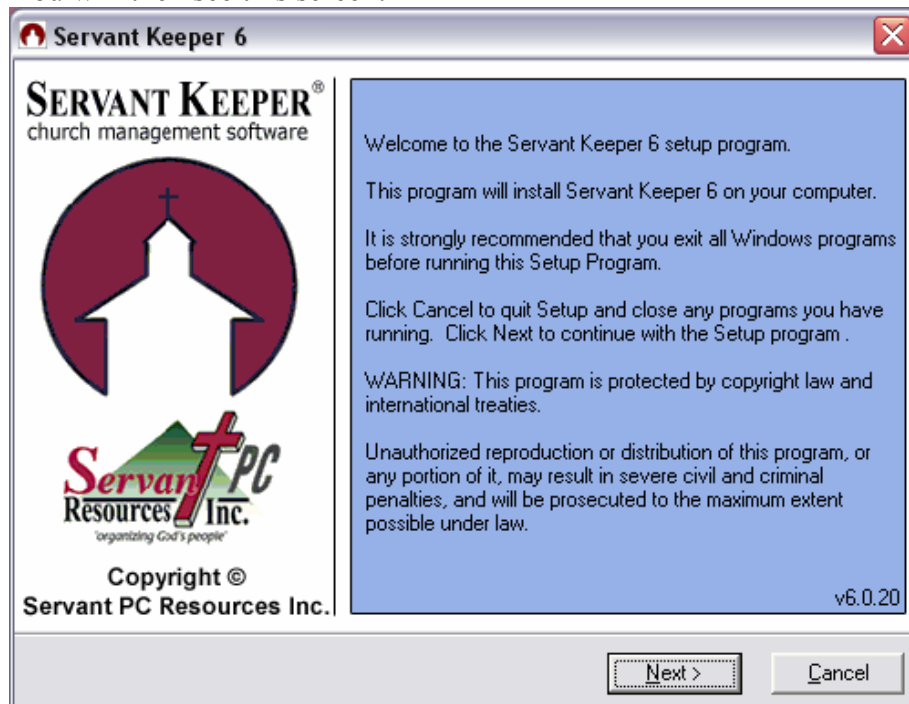 Servant Keeper 6
SERVANT KEEPER®
church management software
Servant PC
RESOURCES Inc.
"organizing God's people"
Copyright ©
Servant PC Resources Inc.
Welcome to the Servant Keeper 6 setup program.
This program will install Servant Keeper 6 on your computer.
It is strongly recommended that you exit all Windows programs
before running this Setup Program.
Click Cancel to quit Setup and close any programs you have
running.  Click Next to continue with the Setup program .
WARNING: This program is protected by copyright law and
international treaties.
Unauthorized reproduction or distribution of this program, or
any portion of it, may result in severe civil and criminal
penalties, and will be prosecuted to the maximum extent
possible under law.
v6.0.20
Next >
Cancel